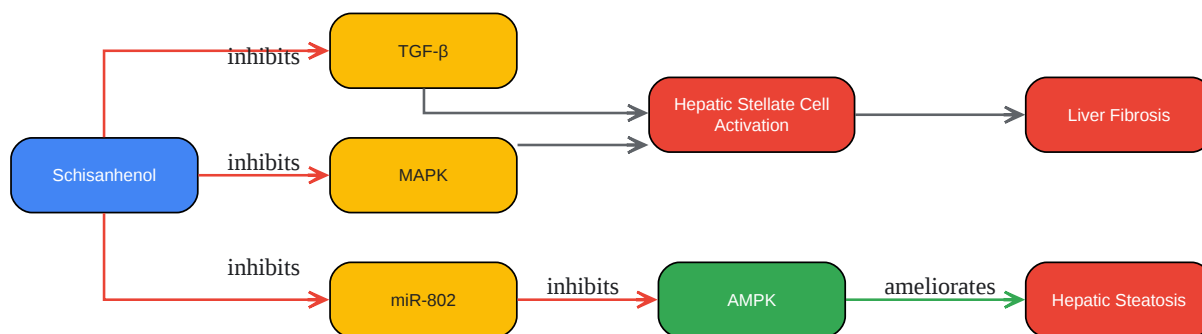 inhibits
TGF-β
Hepatic Stellate Cell
Activation
Liver Fibrosis
Schisanhenol
inhibits
MAPK
inhibits
miR-802
inhibits
AMPK
ameliorates
Hepatic Steatosis